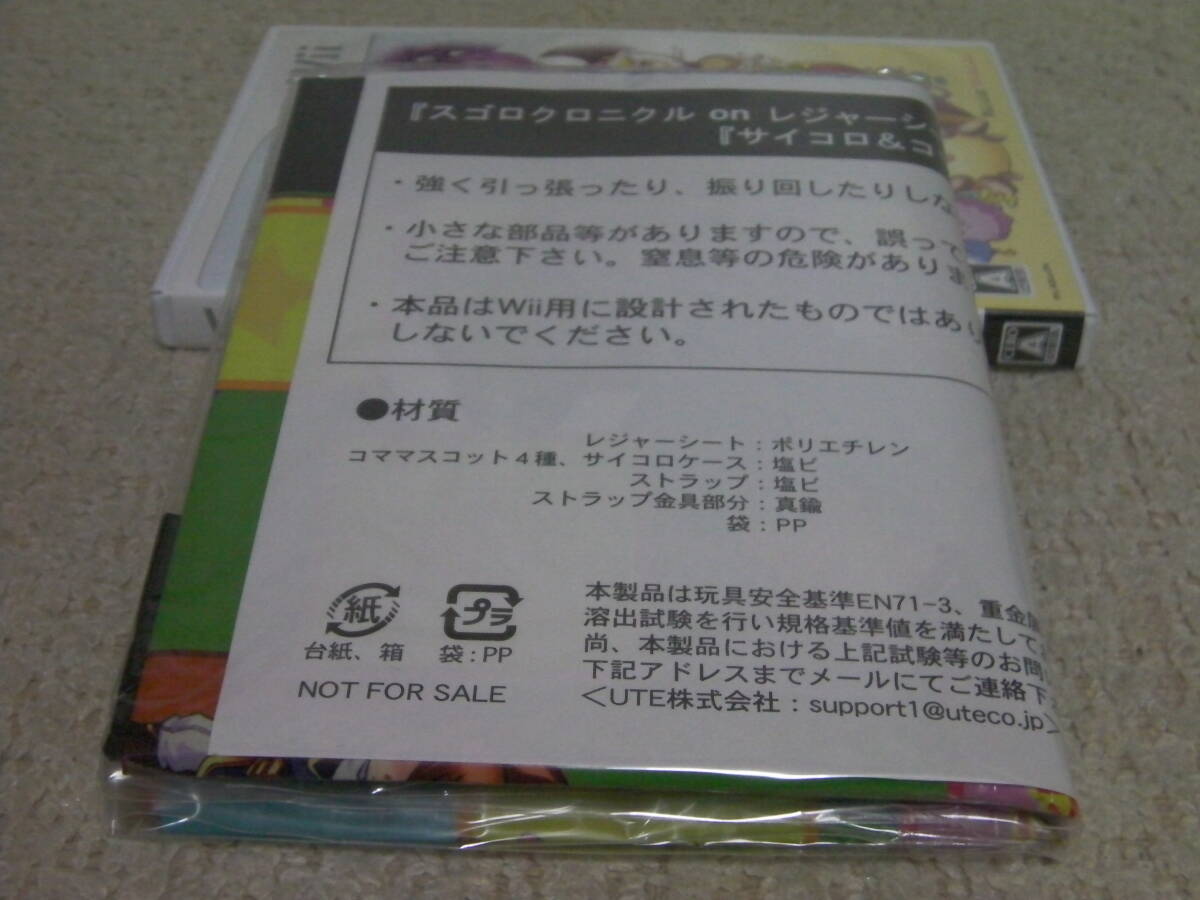 Wii
『スゴロクロニクル on レジャーシ
『サイコロ&コ
・強く引っ張ったり、振り回したりしな
・小さな部品等がありますので、誤って
ご注意下さい。窒息等の危険がありま
・本品はWii用に設計されたものではあり
しないでください。
●材質
レジャーシート：ポリエチレン
コママスコット4種、サイコロケース：塩ビ
ストラップ：塩ビ
ストラップ金具部分：真鍮
袋：PP
紙
プラ
台紙、箱
袋：PP
NOT FOR SALE
本製品は玩具安全基準EN71-3、重金属
溶出試験を行い規格基準値を満たして
尚、本製品における上記試験等のお問
下記アドレスまでメールにてご連絡下
<UTE株式会社：support1@uteco.jp>
A
A